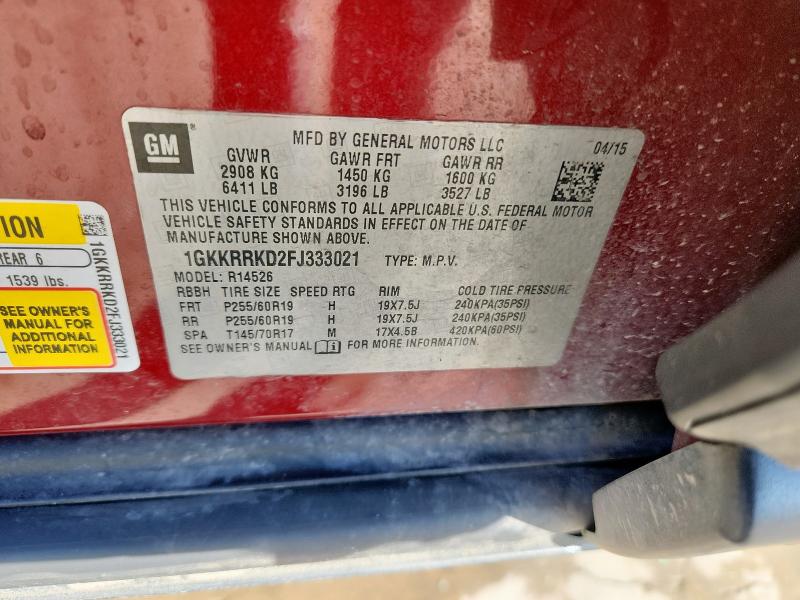 GM
MFD BY GENERAL MOTORS LLC 04/15
GVWR GAWR FRT GAWR RR
2908 KG 1450 KG 1600 KG
6411 LB 3196 LB 3527 LB
THIS VEHICLE CONFORMS TO ALL APPLICABLE U.S. FEDERAL MOTOR
VEHICLE SAFETY STANDARDS IN EFFECT ON THE DATE OF
MANUFACTURE SHOWN ABOVE.
1GKKRRKD2FJ333021 TYPE: M.P.V.
MODEL: R14526
RBBH TIRE SIZE SPEED RTG RIM COLD TIRE PRESSURE
FRT P255/60R19 H 19X7.5J 240KPA(35PSI)
RR P255/60R19 H 19X7.5J 240KPA(35PSI)
SPA T145/70R17 M 17X4.5B 420KPA(60PSI)
SEE OWNER'S MANUAL FOR MORE INFORMATION.
TION
REAR 6
1539 lbs.
SEE OWNER'S
MANUAL FOR
ADDITIONAL
INFORMATION
1GKKRRKD2FJ333021